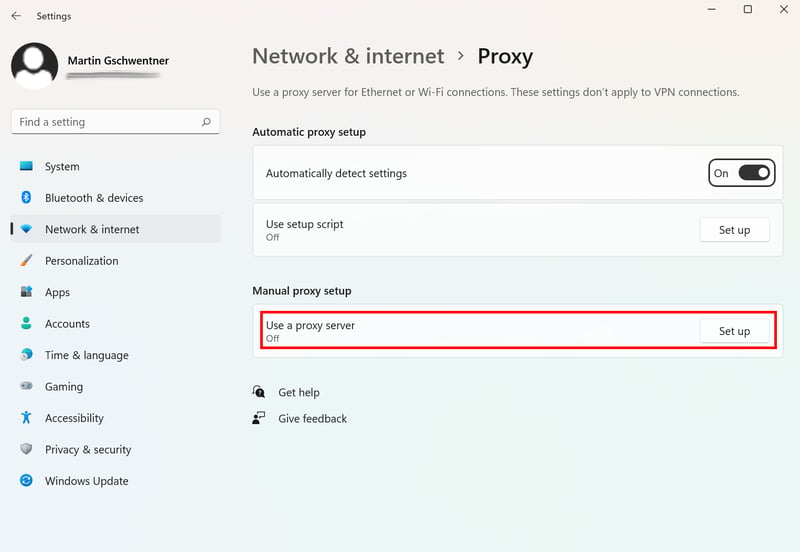 Settings
Martin Gschwentner
Find a setting
System
Bluetooth & devices
Network & internet
Personalization
Apps
Accounts
Time & language
Gaming
Accessibility
Privacy & security
Windows Update
Network & internet > Proxy
Use a proxy server for Ethernet or Wi-Fi connections. These settings don't apply to VPN connections.
Automatic proxy setup
Automatically detect settings On
Use setup script
Off
Set up
Manual proxy setup
Use a proxy server
Off
Set up
Get help
Give feedback